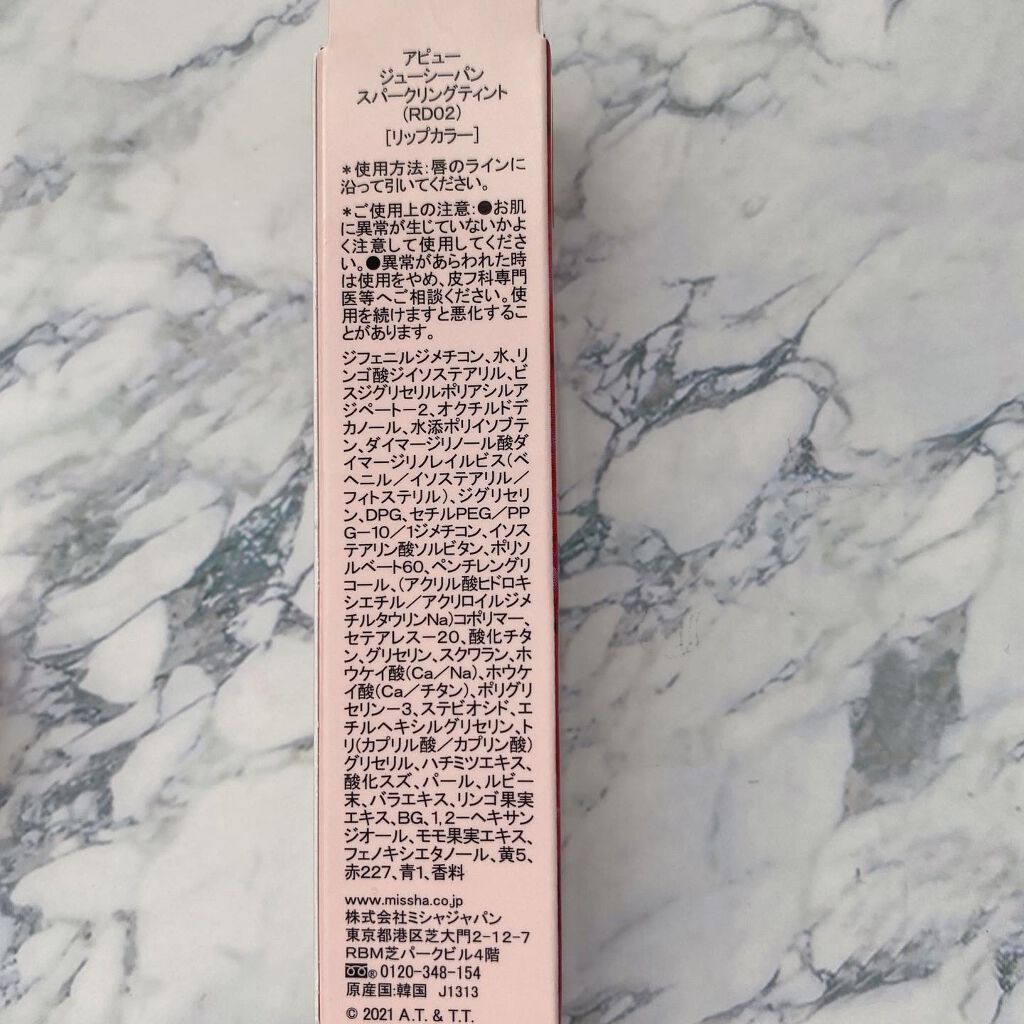 アピュー
ジューシーパン
スパークリングティント
(RD02)
[リップカラー]
*使用方法:唇のラインに
沿って引いてください。
*ご使用上の注意:●お肌
に異常が生じていないかよ
く注意して使用してくださ
い。●異常があらわれた時
は使用をやめ、皮フ科専門
医等へご相談ください。使
用を続けますと悪化するこ
とがあります。
ジフェニルジメチコン、水、リ
ンゴ酸ジイソステアリル、ビ
スジグリセリルポリアシルア
ジペート-2、オクチルドデ
カノール、水添ポリイソブテ
ン、ダイマージリノール酸ダ
イマージリノレイルビス(ベ
ヘニル/イソステアリル/
フィトステリル)、ジグリセリ
ン、DPG、セチルPEG/PP
G-10/1ジメチコン、イソス
テアリン酸ソルビタン、ポリソ
ルベート60、ペンチレングリ
コール、(アクリル酸ヒドロキ
シエチル/アクリロイルジメ
チルタウリンNa)コポリマー、
セテアレス-20、酸化チタ
ン、グリセリン、スクワラン、ホ
ウケイ酸(Ca/Na)、ホウケ
イ酸(Ca/チタン)、ポリグリ
セリン-3、ステビオシド、エ
チルヘキシルグリセリン、ト
リ(カプリル酸/カプリン酸)
グリセリル、ハチミツエキス、
酸化スズ、パール、ルビー
末、バラエキス、リンゴ果実
エキス、BG、1,2-ヘキサン
ジオール、モモ果実エキス、
フェノキシエタノール、黄5、
赤227、青1、香料
www.missha.co.jp
株式会社ミシャジャパン
東京都港区芝大門2-12-7
RBM芝パークビル4階
®0120-348-154
原産国:韓国 J1313
© 2021 A.T. & T.T.